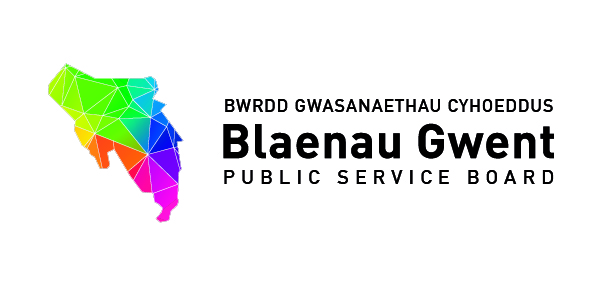 BWRDD GWASANAETHAU CYHOEDDUS
Blaenau Gwent
PUBLIC SERVICE BOARD